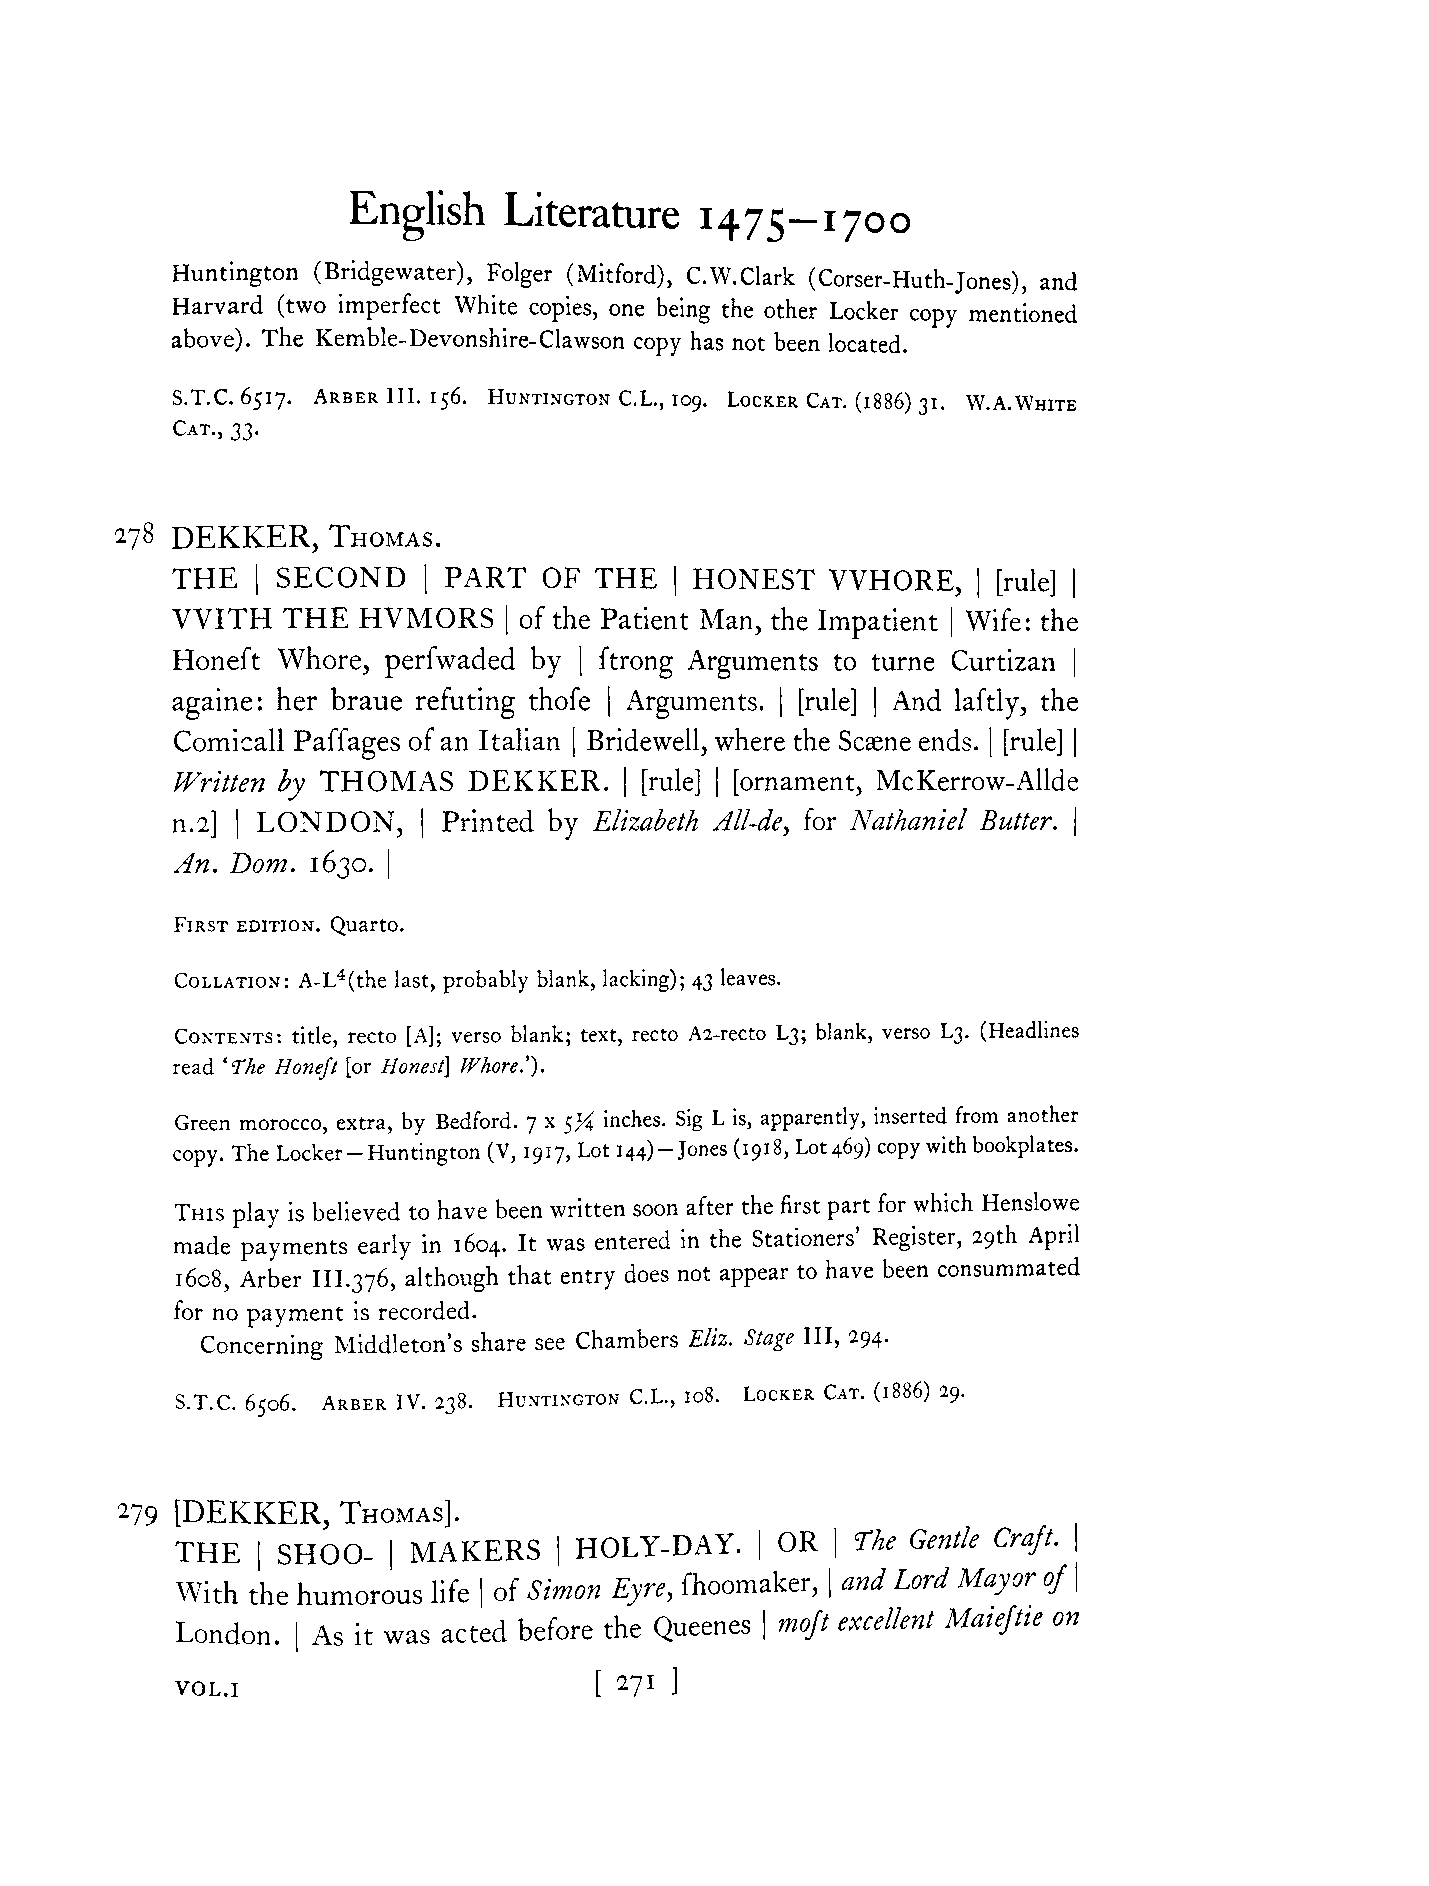 English Literature 1475–1700
Huntington (Bridgewater), Folger (Mitford), C.W.Clark (Corser-Huth-Jones), and
Harvard (two imperfect White copies, one being the other Locker copy mentioned
above). The Kemble-Devonshire-Clawson copy has not been located.
S.T.C. 6517. ARBER III. 156. HUNTINGTON C.L., 109. LOCKER CAT. (1886) 31. W.A.WHITE
CAT., 33.
278 DEKKER, THOMAS.
THE | SECOND | PART OF THE | HONEST VVHORE, | [rule] |
VVITH THE HVMORS | of the Patient Man, the Impatient | Wife: the
Honeſt Whore, perſwaded by | ſtrong Arguments to turne Curtizan |
againe: her braue refuting thoſe | Arguments. | [rule] | And laſtly, the
Comicall Paſſages of an Italian | Bridewell, where the Scæne ends. | [rule] |
Written by THOMAS DEKKER. | [rule] | [ornament, McKerrow-Allde
n.2] | LONDON, | Printed by Elizabeth All-de, for Nathaniel Butter. |
An. Dom. 1630. |
FIRST EDITION. Quarto.
COLLATION: A-L⁴(the last, probably blank, lacking); 43 leaves.
CONTENTS: title, recto [A]; verso blank; text, recto A2-recto L3; blank, verso L3. (Headlines
read ‘The Honeſt [or Honest] Whore.’).
Green morocco, extra, by Bedford. 7 x 5¼ inches. Sig L is, apparently, inserted from another
copy. The Locker—Huntington (V, 1917, Lot 144)—Jones (1918, Lot 469) copy with bookplates.
THIS play is believed to have been written soon after the first part for which Henslowe
made payments early in 1604. It was entered in the Stationers’ Register, 29th April
1608, Arber III.376, although that entry does not appear to have been consummated
for no payment is recorded.
Concerning Middleton’s share see Chambers Eliz. Stage III, 294.
S.T.C. 6506. ARBER IV. 238. HUNTINGTON C.L., 108. LOCKER CAT. (1886) 29.
279 [DEKKER, THOMAS].
THE | SHOO- | MAKERS | HOLY-DAY. | OR | The Gentle Craft. |
With the humorous life | of Simon Eyre, ſhoomaker, | and Lord Mayor of |
London. | As it was acted before the Queenes | moſt excellent Maieſtie on
VOL.I [ 271 ]